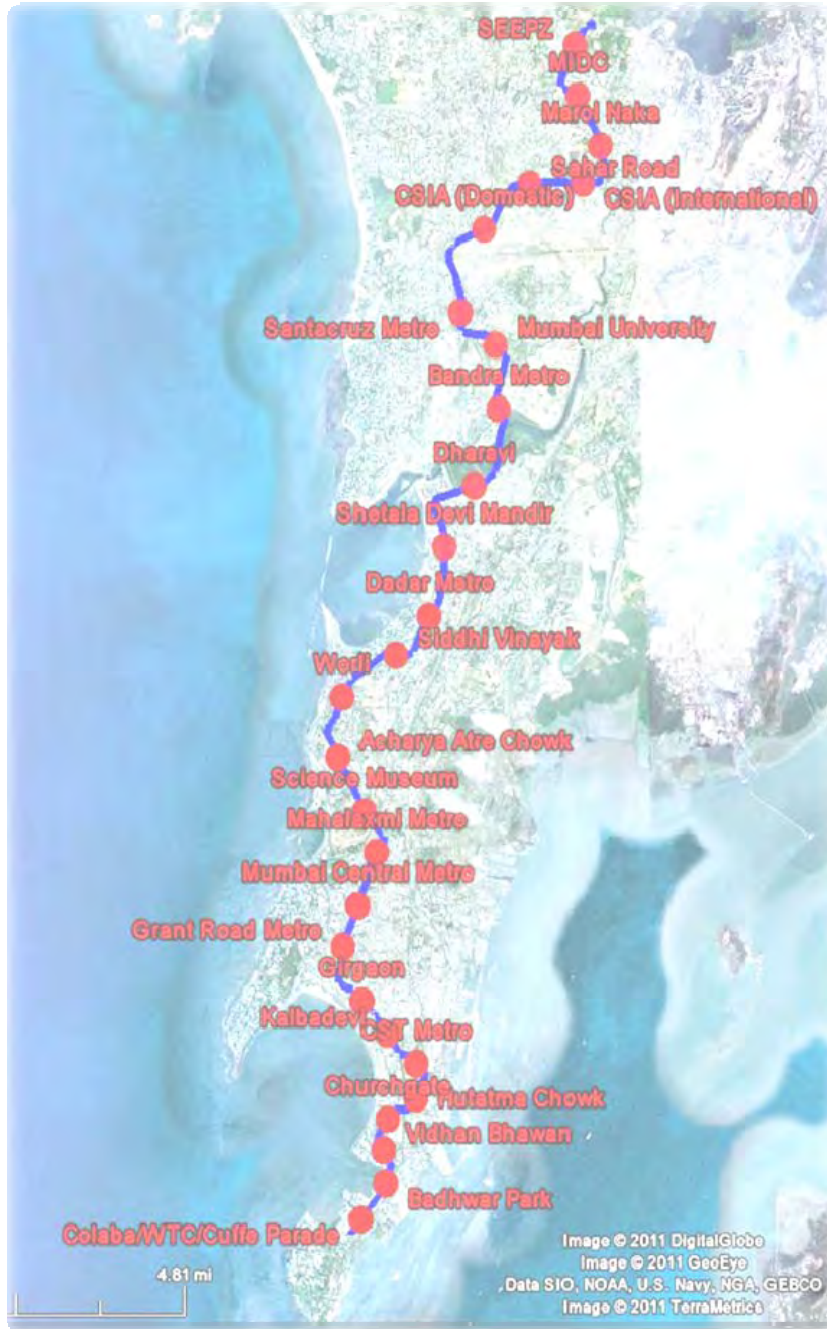 SEEPZ
MIDC
Marol Naka
Sahar Road
CSIA (Domestic)
CSIA (International)
Santacruz Metro
Mumbai University
Bandra Metro
Dharavi
Shetala Devi Mandir
Dadar Metro
Siddhi Vinayak
Worli
Acharya Atre Chowk
Science Museum
Mahalaxmi Metro
Mumbai Central Metro
Grant Road Metro
Girgaon
Kalbadevi
CST Metro
Churchgate
Hutatma Chowk
Vidhan Bhawan
Badhwar Park
Colaba/WTC/Cuffe Parade
4.81 mi
Image © 2011 DigitalGlobe
Image © 2011 GeoEye
Data SIO, NOAA, U.S. Navy, NGA, GEBCO
Image © 2011 TerraMetrics